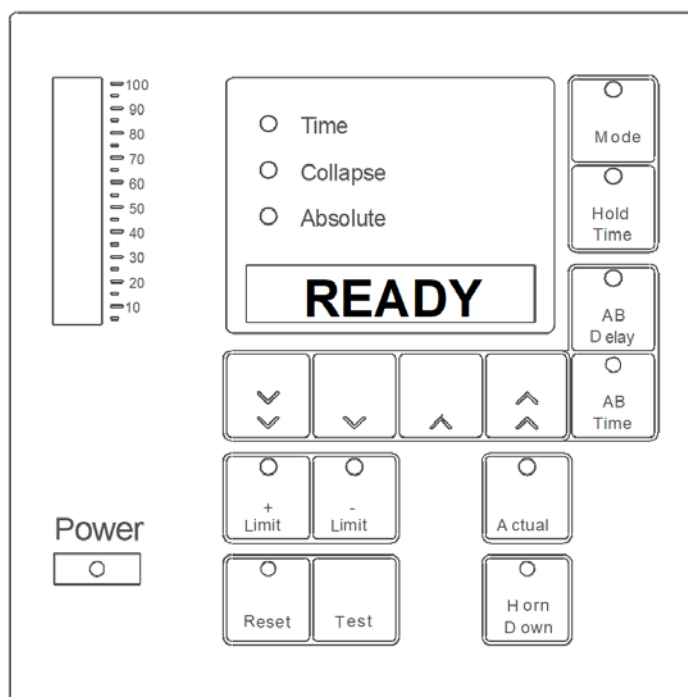 100
90
80
70
60
50
40
30
20
10
Time
Collapse
Absolute
READY
Mode
Hold
Time
AB
Delay
AB
Time
+
Limit
-
Limit
Actual
Power
Reset
Test
Horn
Down